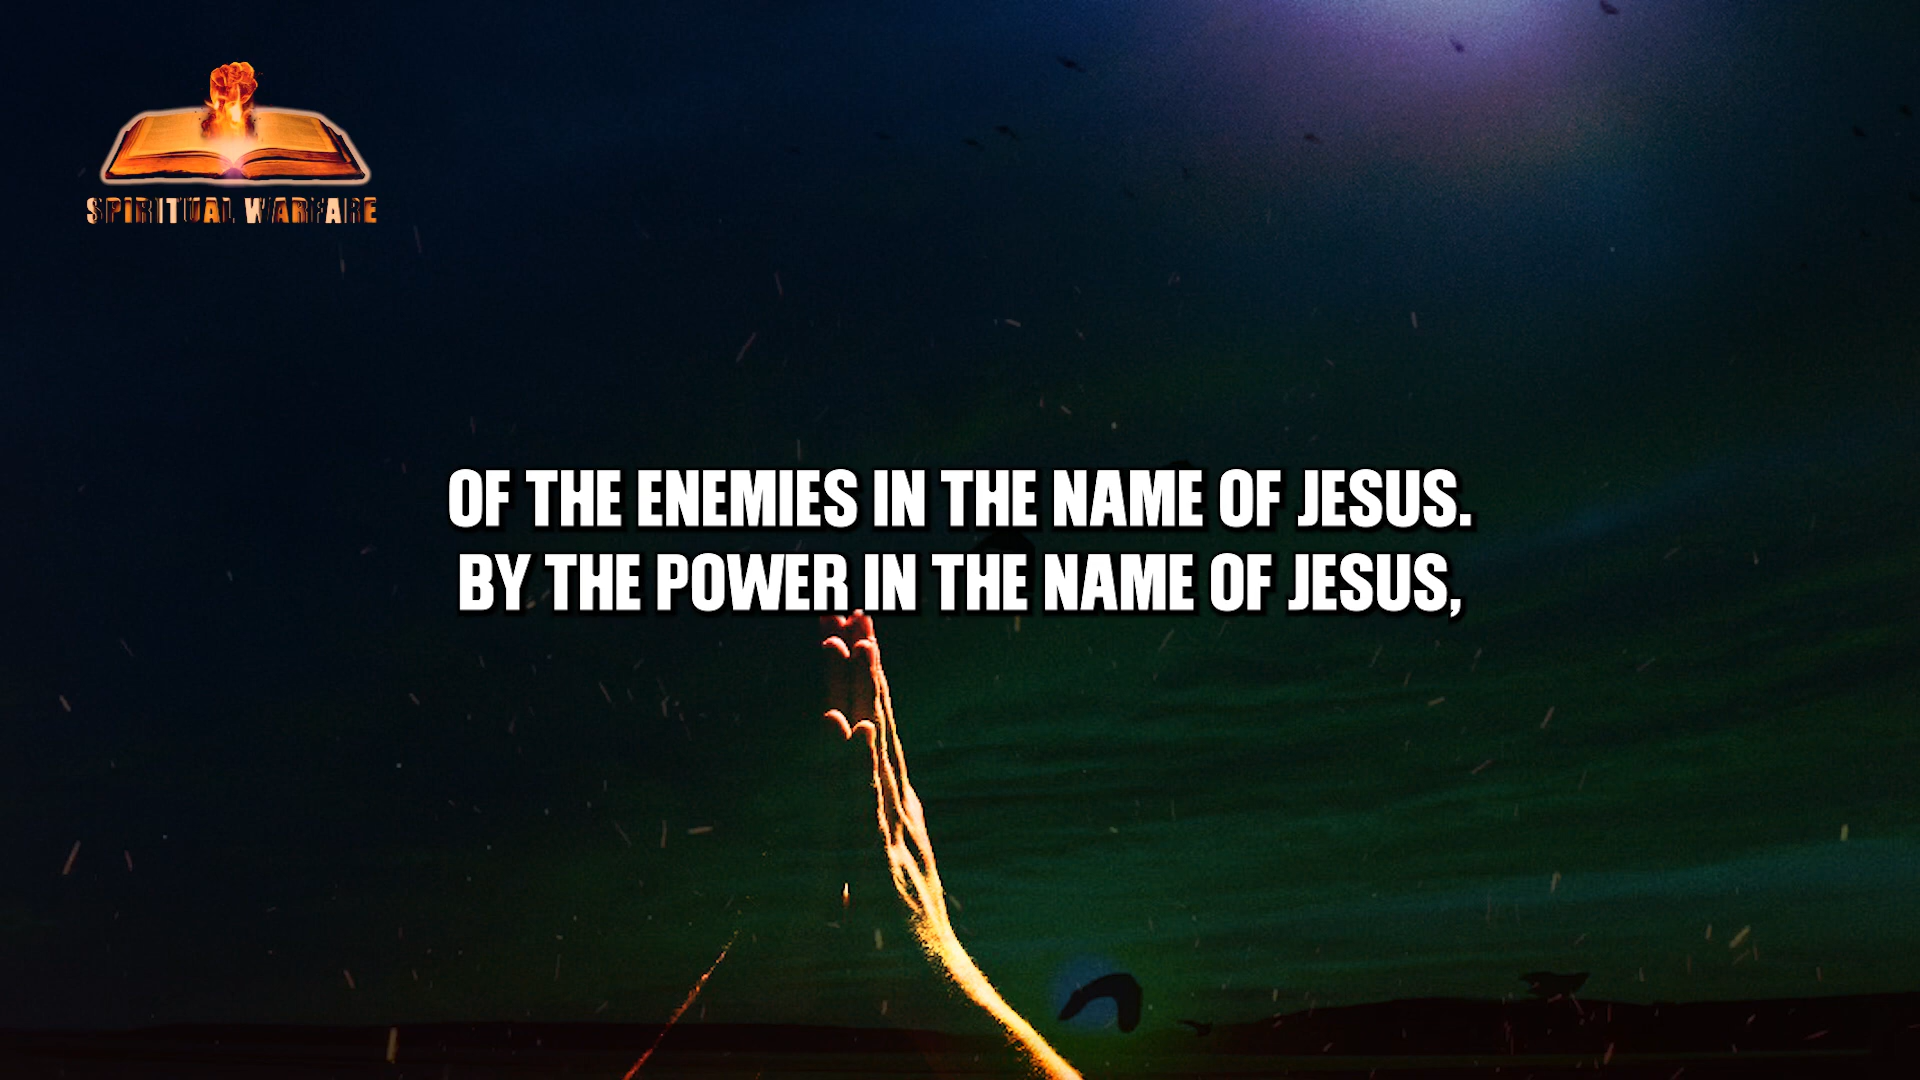 SPIRITUAL WARFARE
OF THE ENEMIES IN THE NAME OF JESUS.
BY THE POWER IN THE NAME OF JESUS,